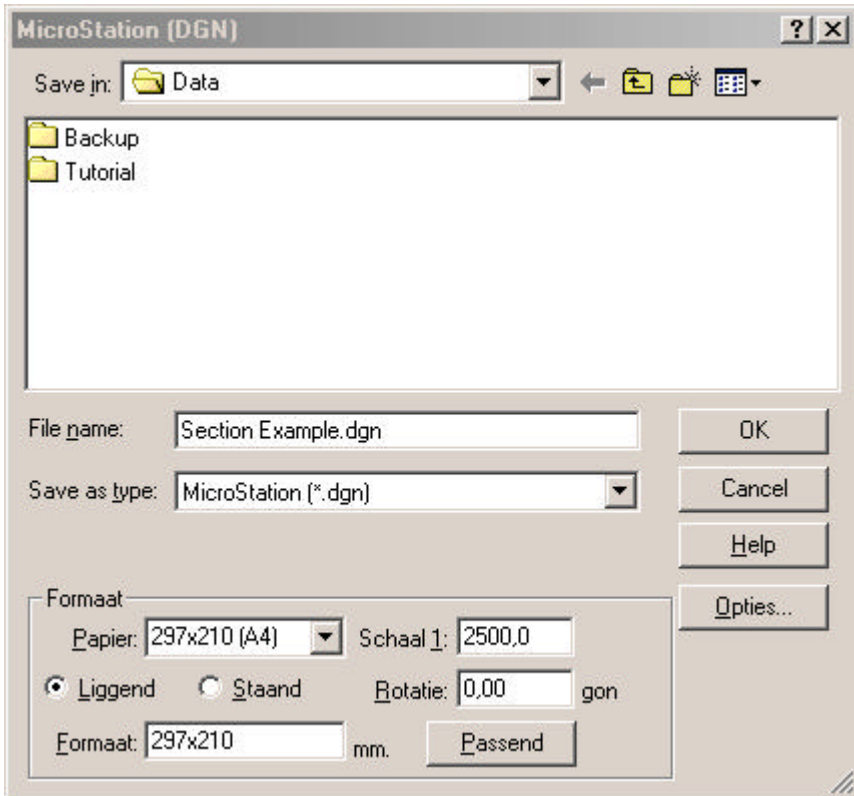 MicroStation (DGN)
Save in: Data
Backup
Tutorial
File name: Section Example.dgn OK
Save as type: MicroStation (*.dgn) Cancel
Help
Opties...
Formaat
Papier: 297x210 (A4) Schaal 1: 2500,0
Liggend Staand Rotatie: 0,00 gon
Formaat: 297x210 mm. Passend